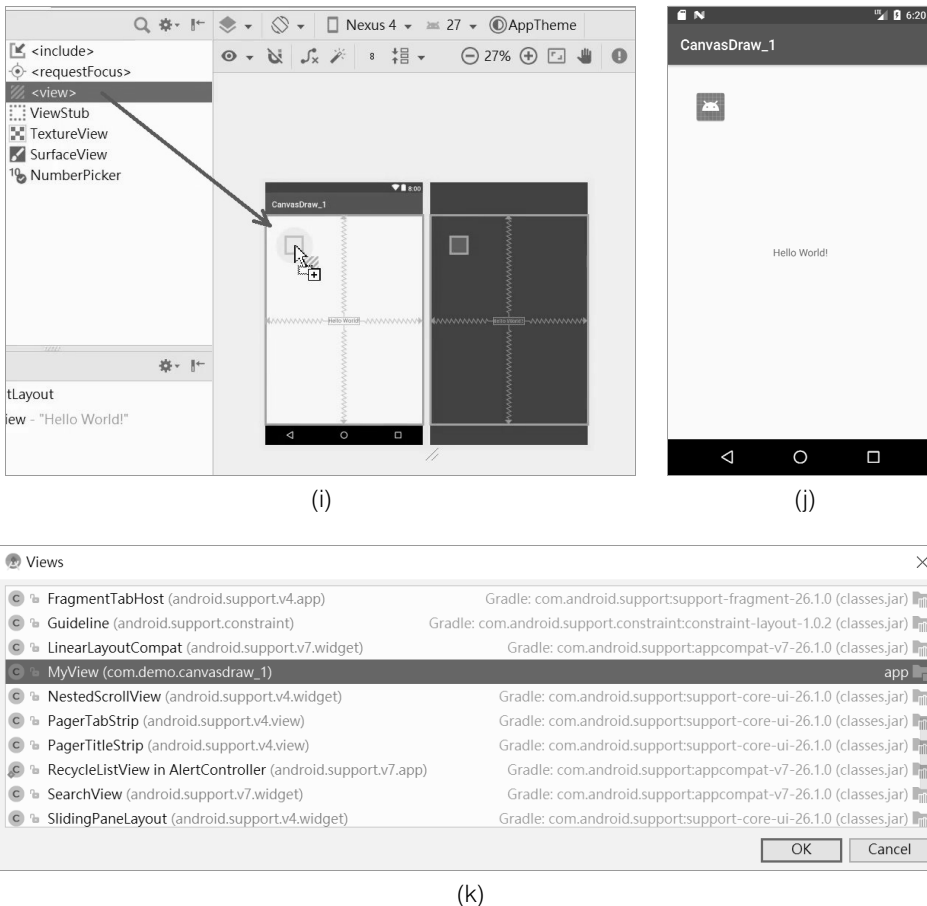 Nexus 4 27 AppTheme
<include>
<requestFocus>
<view>
ViewStub
TextureView
SurfaceView
NumberPicker
8 27%
8:00
CanvasDraw_1
Hello World!
Hello World!
tLayout
iew - "Hello World!"
(i)
6:20
CanvasDraw_1
Hello World!
(j)
Views
FragmentTabHost (android.support.v4.app) Gradle: com.android.support:support-fragment-26.1.0 (classes.jar)
Guideline (android.support.constraint) Gradle: com.android.support.constraint:constraint-layout-1.0.2 (classes.jar)
LinearLayoutCompat (android.support.v7.widget) Gradle: com.android.support:appcompat-v7-26.1.0 (classes.jar)
MyView (com.demo.canvasdraw_1) app
NestedScrollView (android.support.v4.widget) Gradle: com.android.support:support-core-ui-26.1.0 (classes.jar)
PagerTabStrip (android.support.v4.view) Gradle: com.android.support:support-core-ui-26.1.0 (classes.jar)
PagerTitleStrip (android.support.v4.view) Gradle: com.android.support:support-core-ui-26.1.0 (classes.jar)
RecycleListView in AlertController (android.support.v7.app) Gradle: com.android.support:appcompat-v7-26.1.0 (classes.jar)
SearchView (android.support.v7.widget) Gradle: com.android.support:appcompat-v7-26.1.0 (classes.jar)
SlidingPaneLayout (android.support.v4.widget) Gradle: com.android.support:support-core-ui-26.1.0 (classes.jar)
OK Cancel
(k)